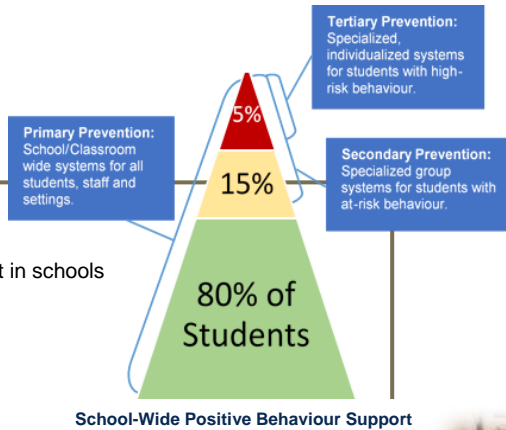 Tertiary Prevention:
Specialized,
individualized systems
for students with high-
risk behaviour.
5%
Primary Prevention:
School/Classroom
wide systems for all
students, staff and
settings.
Secondary Prevention:
Specialized group
systems for students with
at-risk behaviour.
15%
t in schools
80% of
Students
School-Wide Positive Behaviour Support